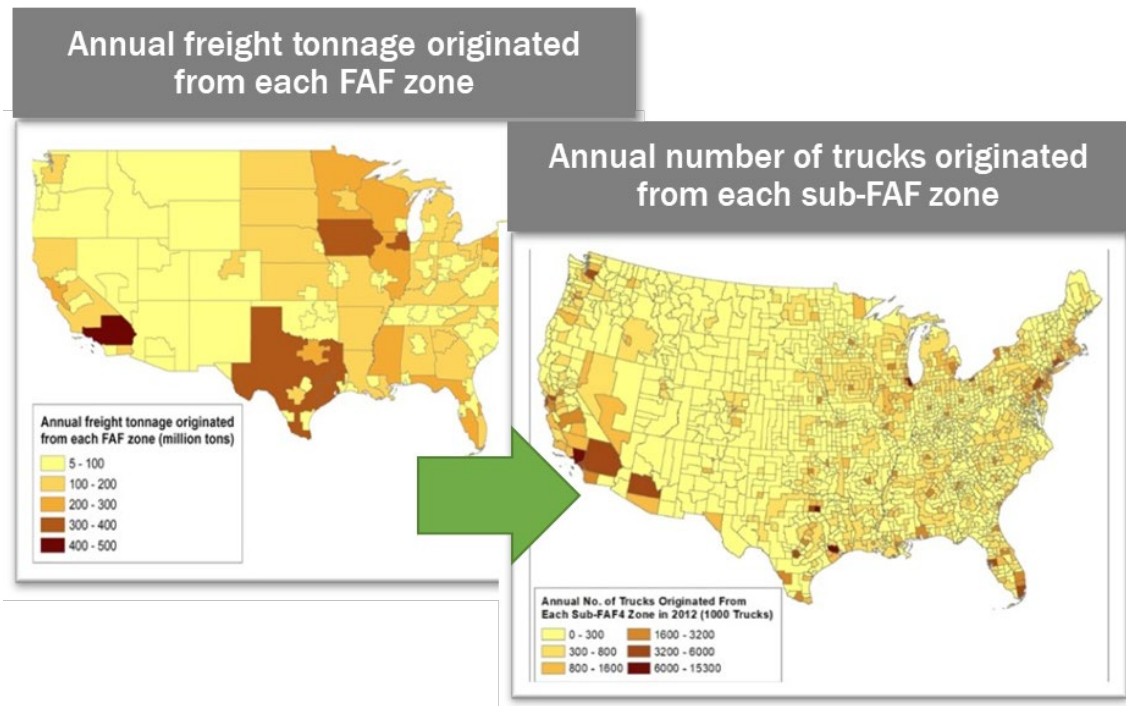 Annual freight tonnage originated
from each FAF zone
Annual number of trucks originated
from each sub-FAF zone
Annual freight tonnage originated
from each FAF zone (million tons)
5 - 100
100 - 200
200 - 300
300 - 400
400 - 500
Annual No. of Trucks Originated From
Each Sub-FAF4 Zone in 2012 (1000 Trucks)
0 - 300 1600 - 3200
300 - 800 3200 - 6000
800 - 1600 6000 - 15300